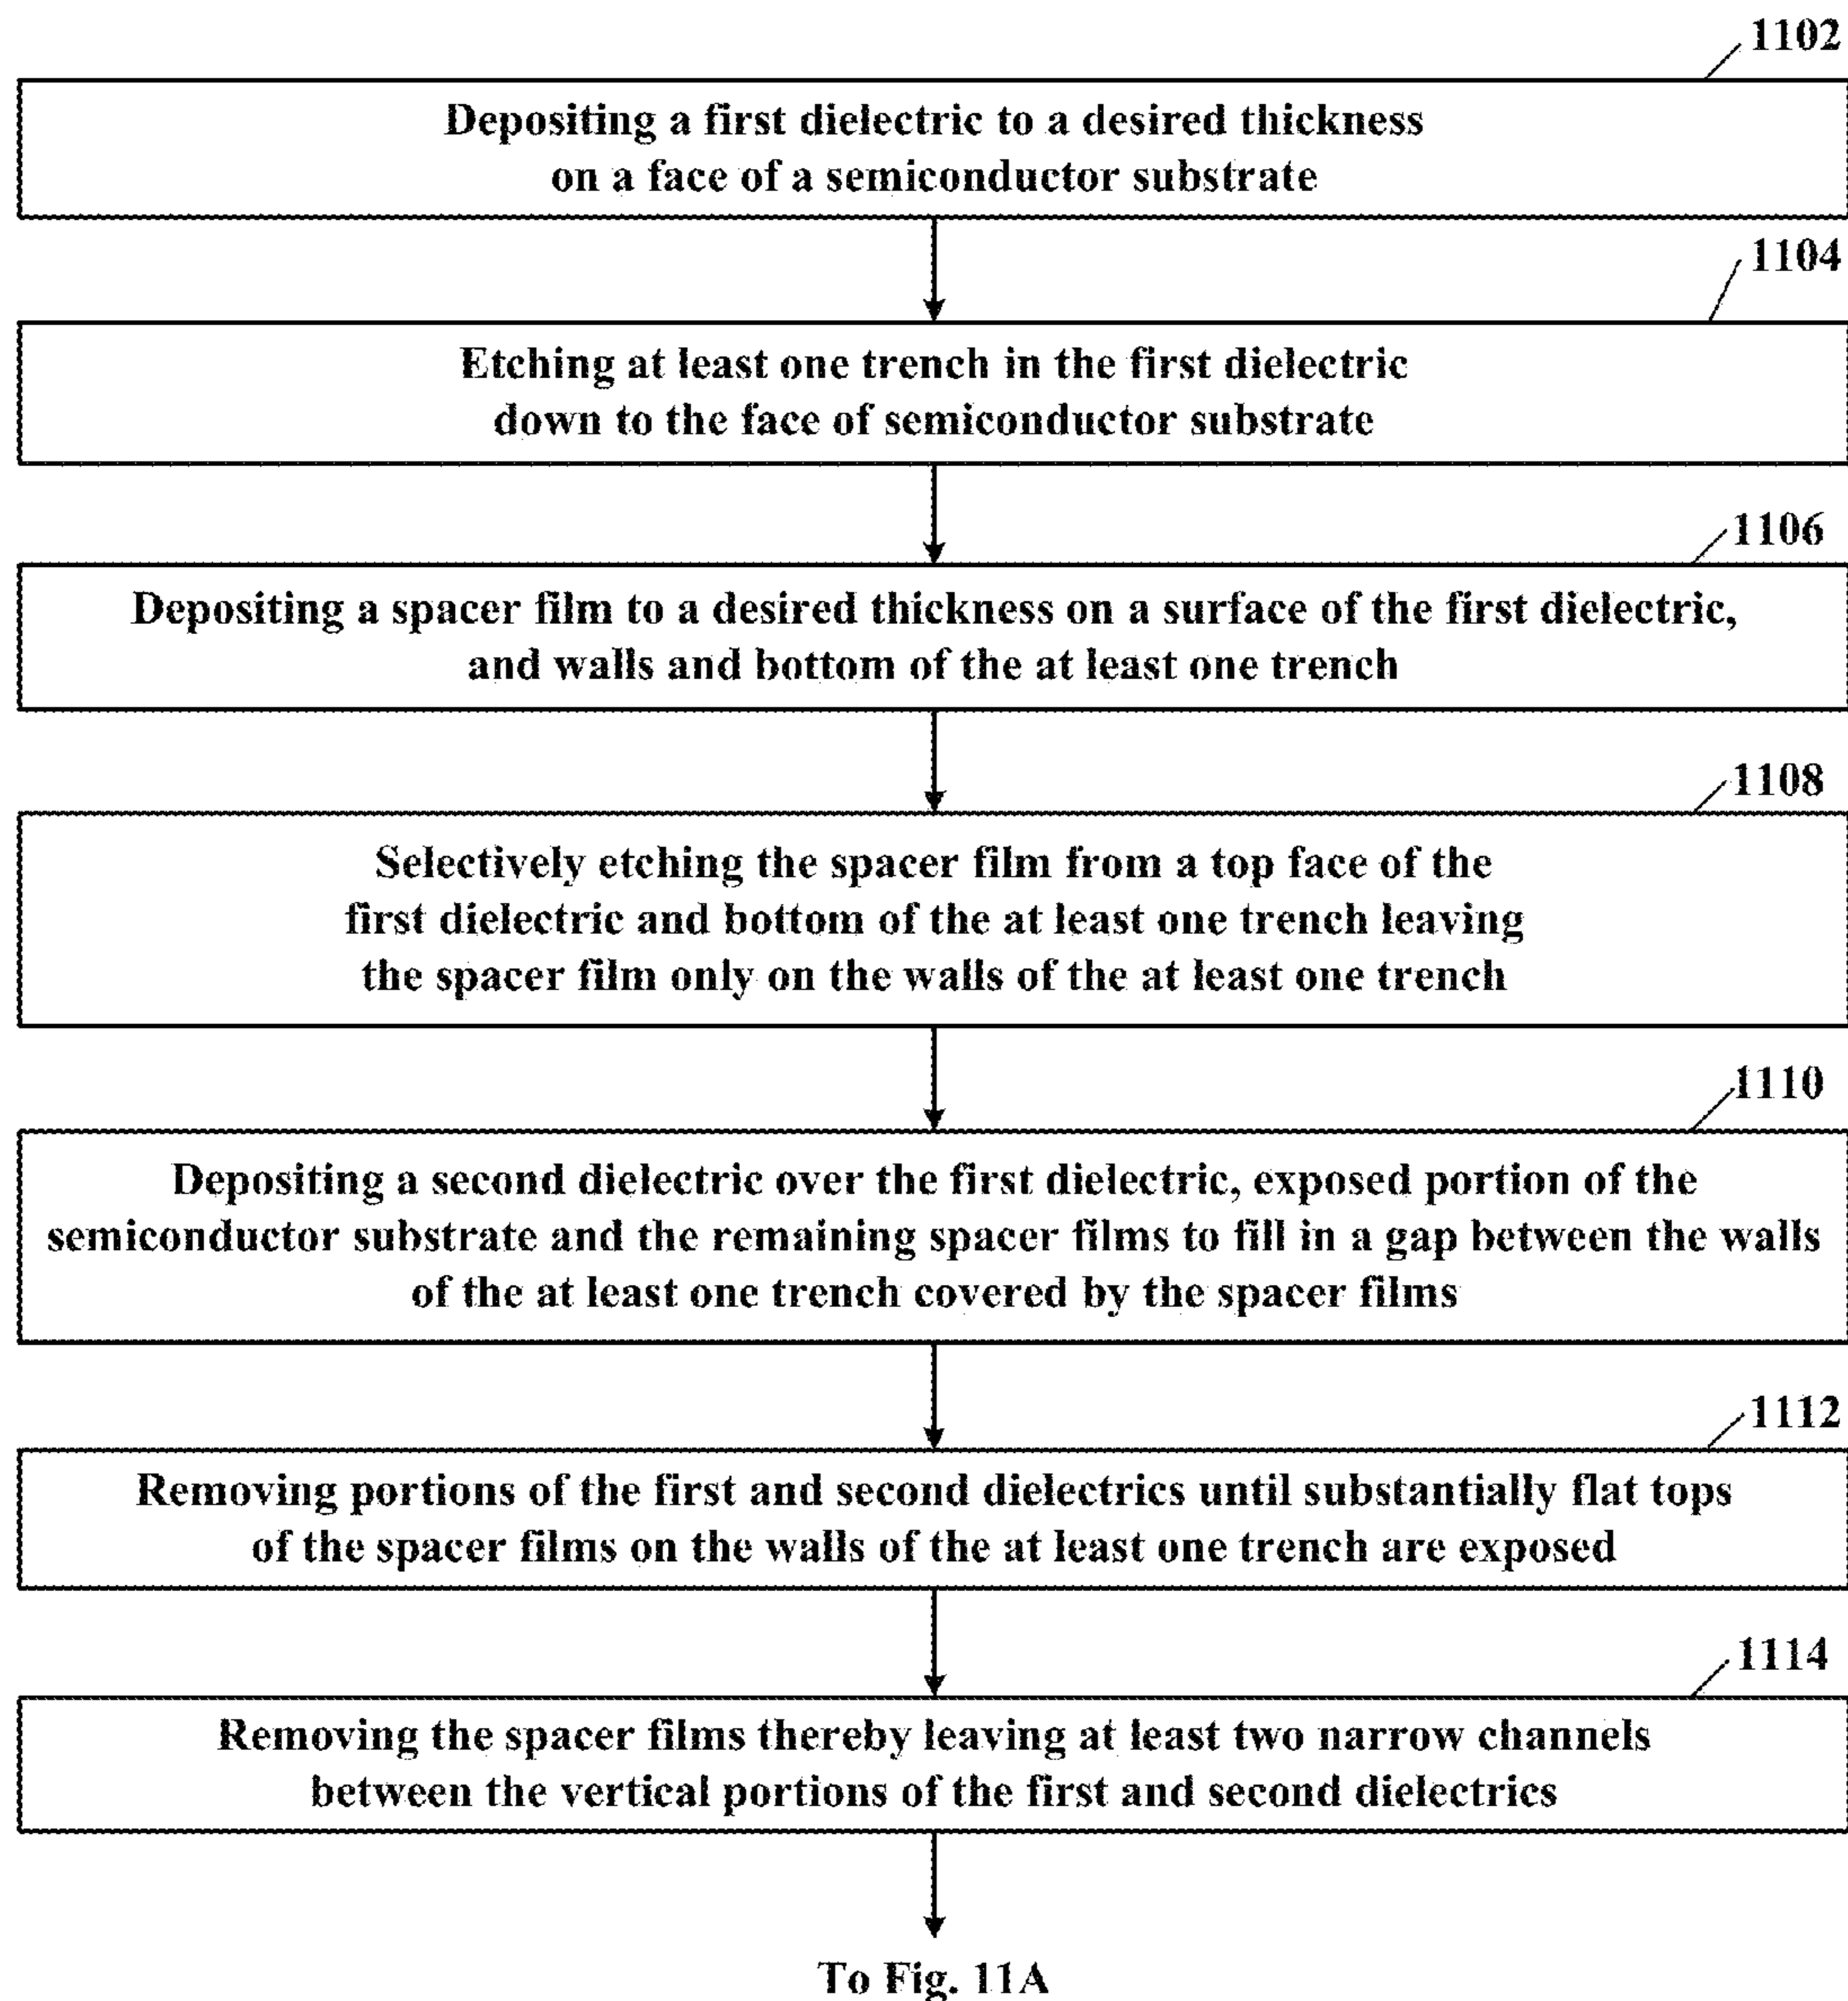 1102
Depositing a first dielectric to a desired thickness
on a face of a semiconductor substrate
1104
Etching at least one trench in the first dielectric
down to the face of semiconductor substrate
1106
Depositing a spacer film to a desired thickness on a surface of the first dielectric,
and walls and bottom of the at least one trench
1108
Selectively etching the spacer film from a top face of the
first dielectric and bottom of the at least one trench leaving
the spacer film only on the walls of the at least one trench
1110
Depositing a second dielectric over the first dielectric, exposed portion of the
semiconductor substrate and the remaining spacer films to fill in a gap between the walls
of the at least one trench covered by the spacer films
1112
Removing portions of the first and second dielectrics until substantially flat tops
of the spacer films on the walls of the at least one trench are exposed
1114
Removing the spacer films thereby leaving at least two narrow channels
between the vertical portions of the first and second dielectrics
To Fig. 11A